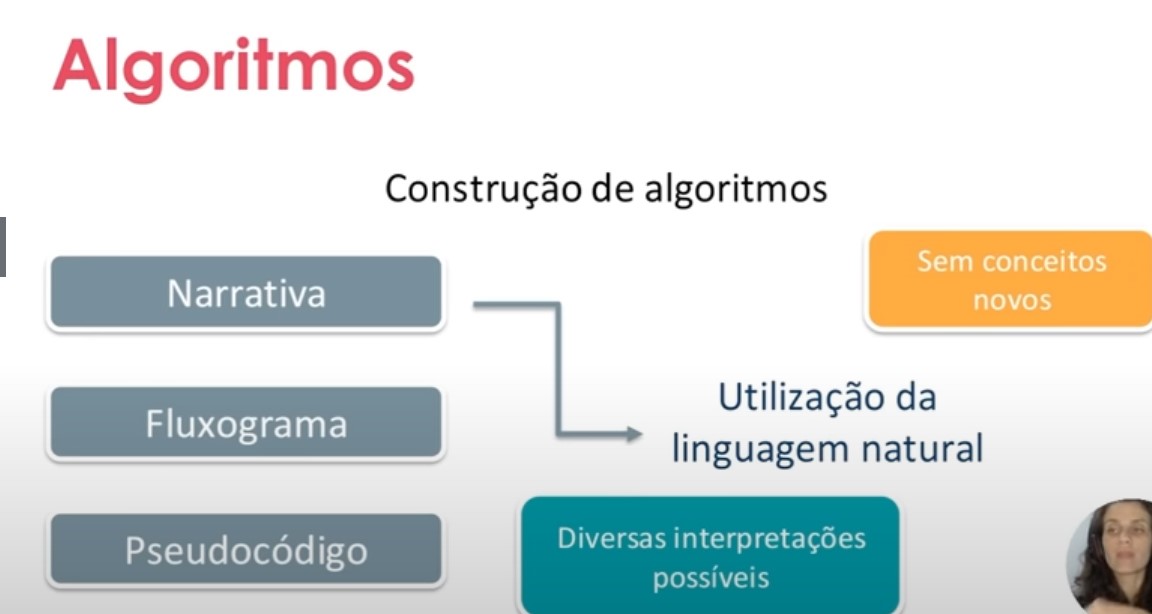 Algoritmos
Construção de algoritmos
Narrativa
Fluxograma
Pseudocódigo
Sem conceitos
novos
Utilização da
linguagem natural
Diversas interpretações
possíveis